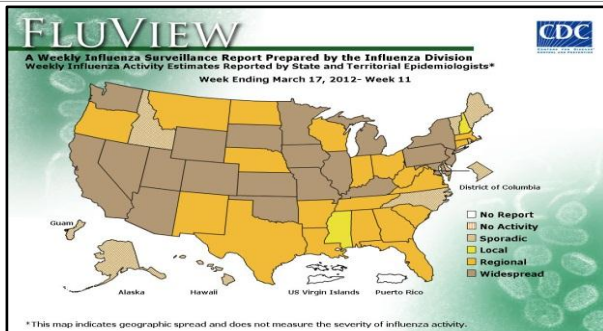 FLUVIEW
CDC
A Weekly Influenza Surveillance Report Prepared by the Influenza Division
Weekly Influenza Activity Estimates Reported by State and Territorial Epidemiologists*
Week Ending March 17, 2012- Week 11
District of Columbia
No Report
No Activity
Sporadic
Local
Regional
Widespread
Guam
Alaska
Hawaii
US Virgin Islands
Puerto Rico
*This map indicates geographic spread and does not measure the severity of influenza activity.